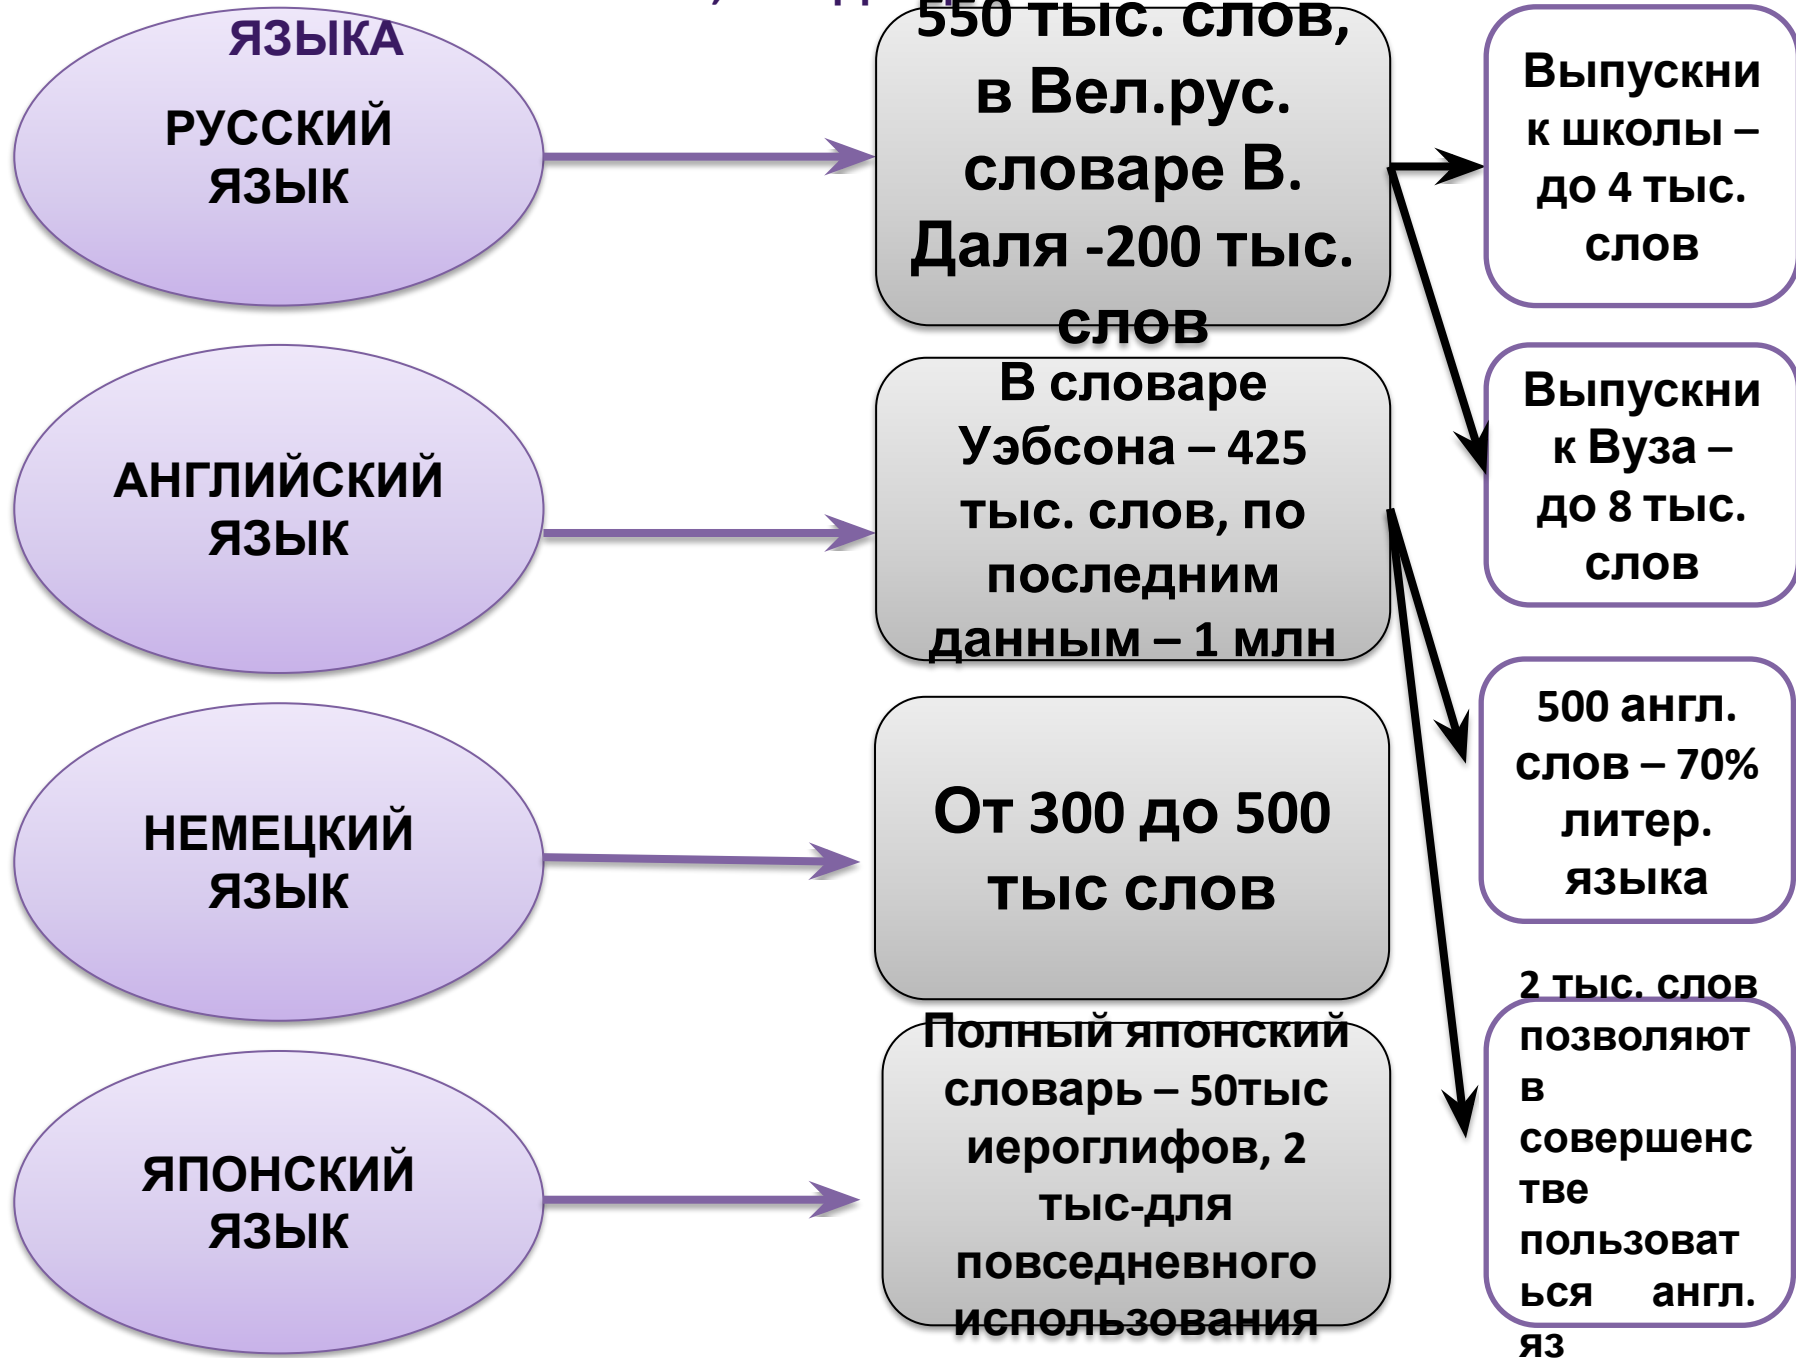 ЯЗЫКА
РУССКИЙ
ЯЗЫК
550 тыс. слов,
в Вел.рус.
словаре В.
Даля -200 тыс.
слов
Выпускни
к школы –
до 4 тыс.
слов
Выпускни
к Вуза –
до 8 тыс.
слов
АНГЛИЙСКИЙ
ЯЗЫК
В словаре
Уэбсона – 425
тыс. слов, по
последним
данным – 1 млн
500 англ.
слов – 70%
литер.
языка
2 тыс. слов
позволяют
в
совершенс
тве
пользоват
ься англ.
яз
НЕМЕЦКИЙ
ЯЗЫК
От 300 до 500
тыс слов
ЯПОНСКИЙ
ЯЗЫК
Полный японский
словарь – 50тыс
иероглифов, 2
тыс-для
повседневного
использования